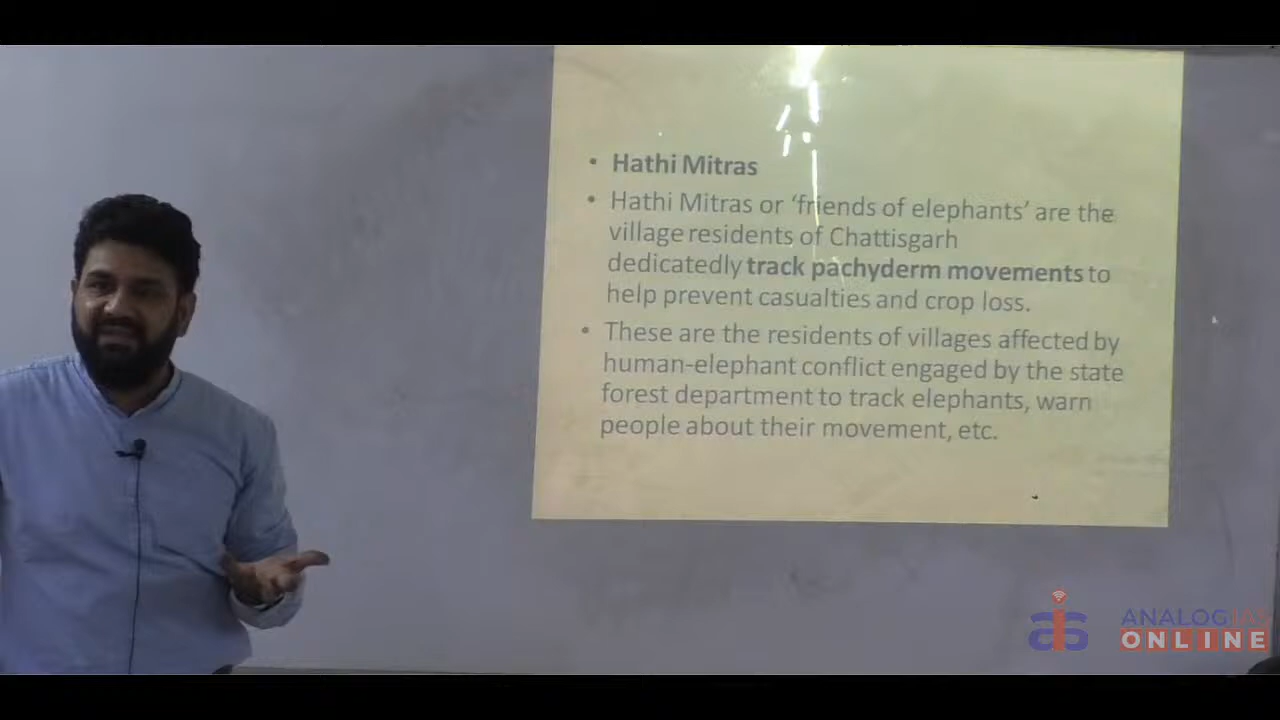 • Hathi Mitras
• Hathi Mitras or ‘friends of elephants’ are the
village residents of Chattisgarh
dedicatedly track pachyderm movements to
help prevent casualties and crop loss.
• These are the residents of villages affected by
human-elephant conflict engaged by the state
forest department to track elephants, warn
people about their movement, etc.
ANALOG IAS
ONLINE